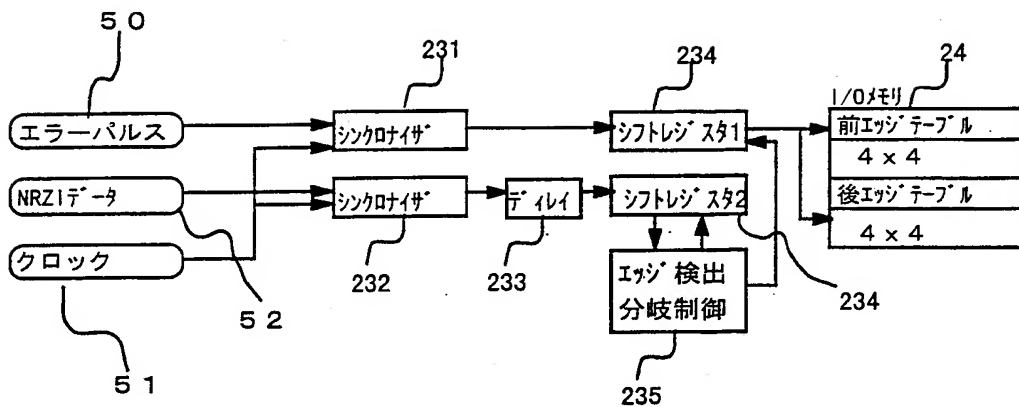 50
231
234
24
I/Oメモリ
エラーパルス
シンクロナイザ
シフトレジスタ1
前エッジテーブル
4×4
NRZIデータ
シンクロナイザ
ディレイ
シフトレジスタ2
後エッジテーブル
4×4
クロック
232
233
エッジ検出
分岐制御
234
52
51
235